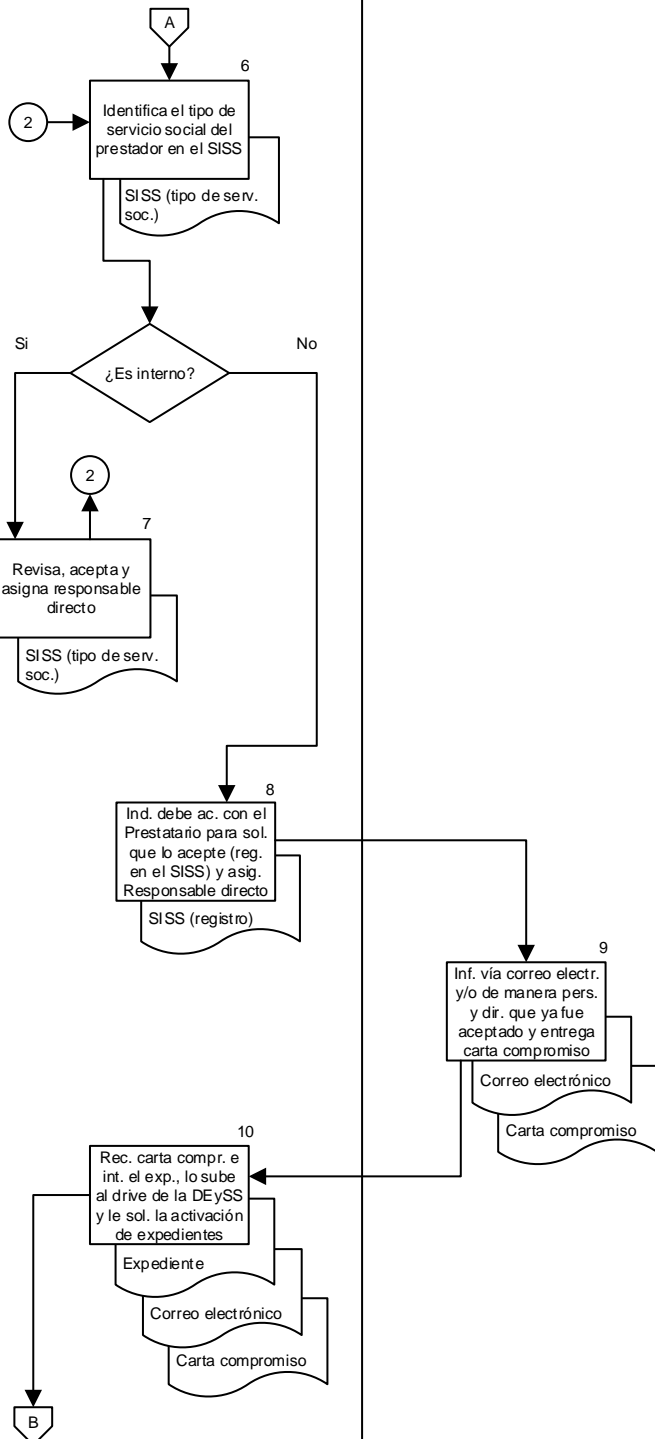 A
6
2
Identifica el tipo de
servicio social del
prestador en el SISS
SISS (tipo de serv.
soc.)
Si
No
¿Es interno?
2
7
Revisa, acepta y
asigna responsable
directo
SISS (tipo de serv.
soc.)
8
Ind. debe ac. con el
Prestatario para sol.
que lo acepte (reg.
en el SISS) y asig.
Responsable directo
SISS (registro)
9
Inf. vía correo electr.
y/o de manera pers.
y dir. que ya fue
aceptado y entrega
carta compromiso
Correo electrónico
Carta compromiso
10
Rec. carta compr. e
int. el exp., lo sube
al drive de la DEySS
y le sol. la activación
de expedientes
Expediente
Correo electrónico
Carta compromiso
B